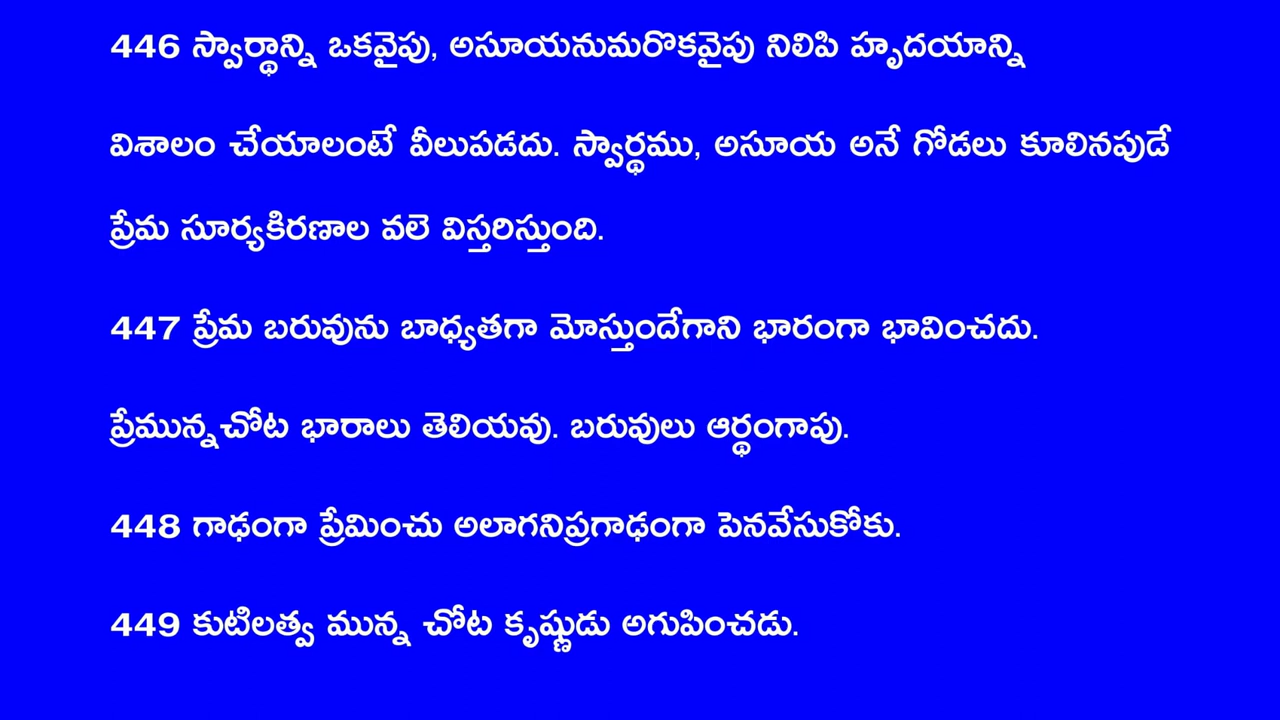 446 స్వార్థాన్ని ఒకవైపు, అసూయనుమరొకవైపు నిలిపి హృదయాన్ని
విశాలం చేయాలంటే వీలుపడదు. స్వార్థము, అసూయ అనే గోడలు కూలినపుడే
ప్రేమ సూర్యకిరణాల వలె విస్తరిస్తుంది.
447 ప్రేమ బరువును బాధ్యతగా మోస్తుందేగాని భారంగా భావించదు.
ప్రేమున్నచోట భారాలు తెలియవు. బరువులు ఆర్థంగావు.
448 గాఢంగా ప్రేమించు అలాగనిప్రగాఢంగా పెనవేసుకోకు.
449 కుటిలత్వ మున్న చోట కృష్ణుడు అగుపించడు.